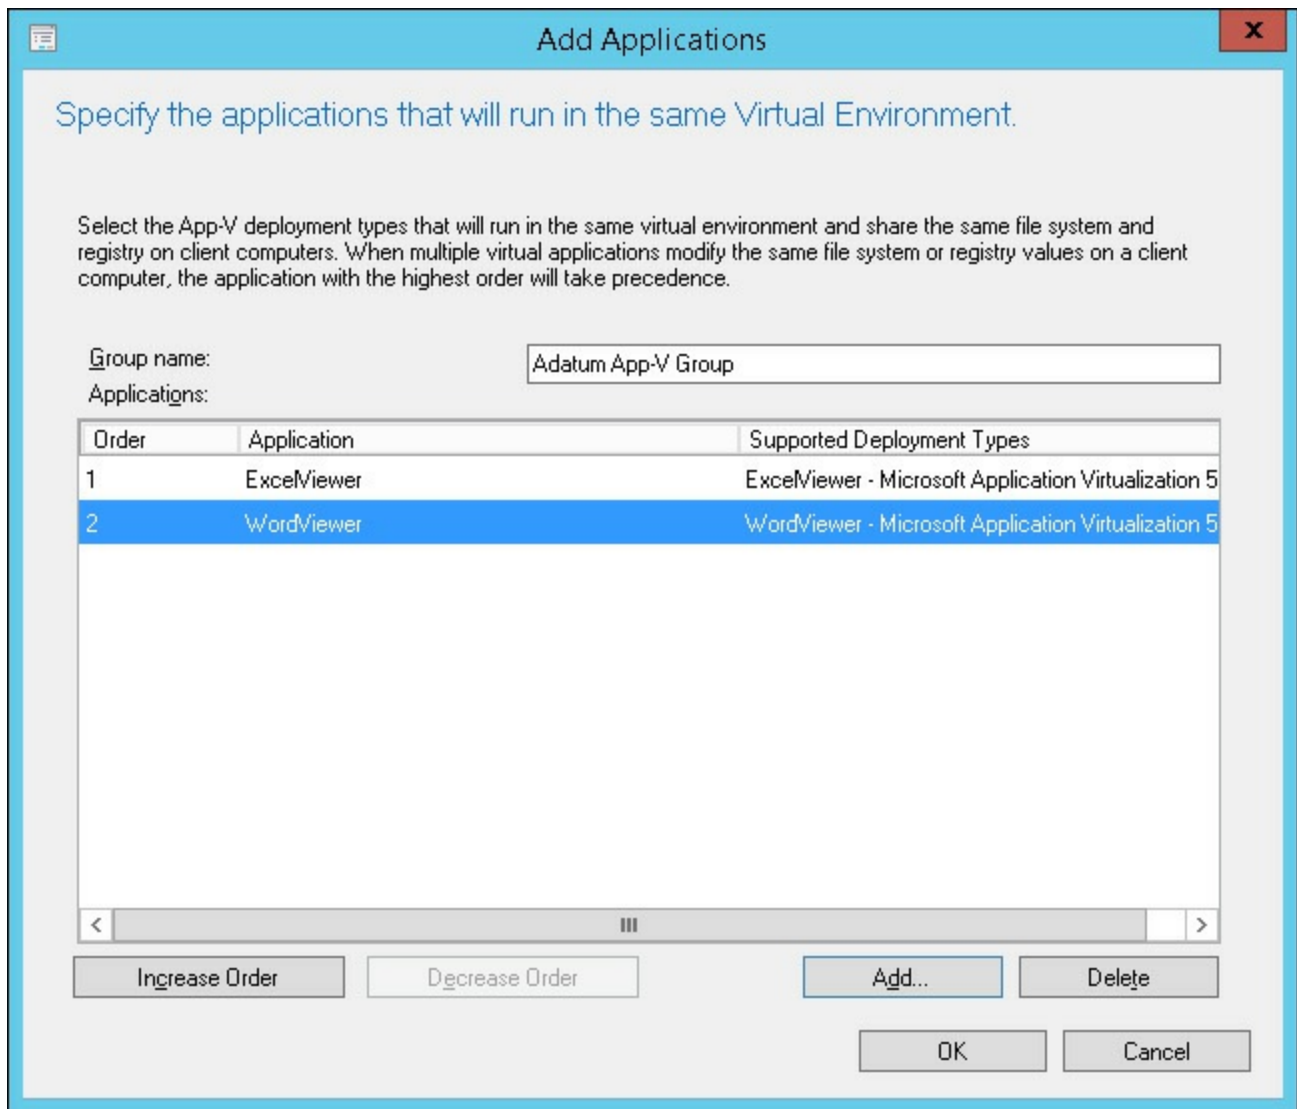 Add Applications
x
Specify the applications that will run in the same Virtual Environment.
Select the App-V deployment types that will run in the same virtual environment and share the same file system and
registry on client computers. When multiple virtual applications modify the same file system or registry values on a client
computer, the application with the highest order will take precedence.
Group name: Adatum App-V Group
Applications:
Order Application Supported Deployment Types
1 ExcelViewer ExcelViewer - Microsoft Application Virtualization 5
2 WordViewer WordViewer - Microsoft Application Virtualization 5
Increase Order Decrease Order Add... Delete
OK Cancel